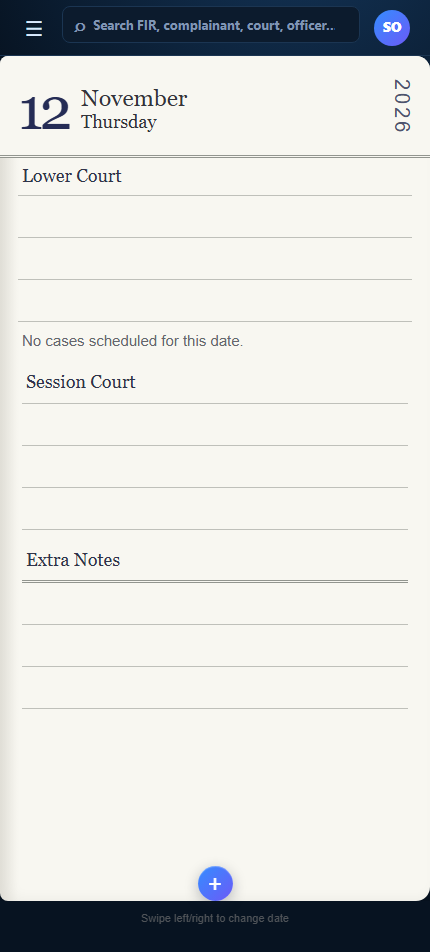 ☰
Search FIR, complainant, court, officer...
SO
12
November
Thursday
2026
Lower Court
No cases scheduled for this date.
Session Court
Extra Notes
+
Swipe left/right to change date